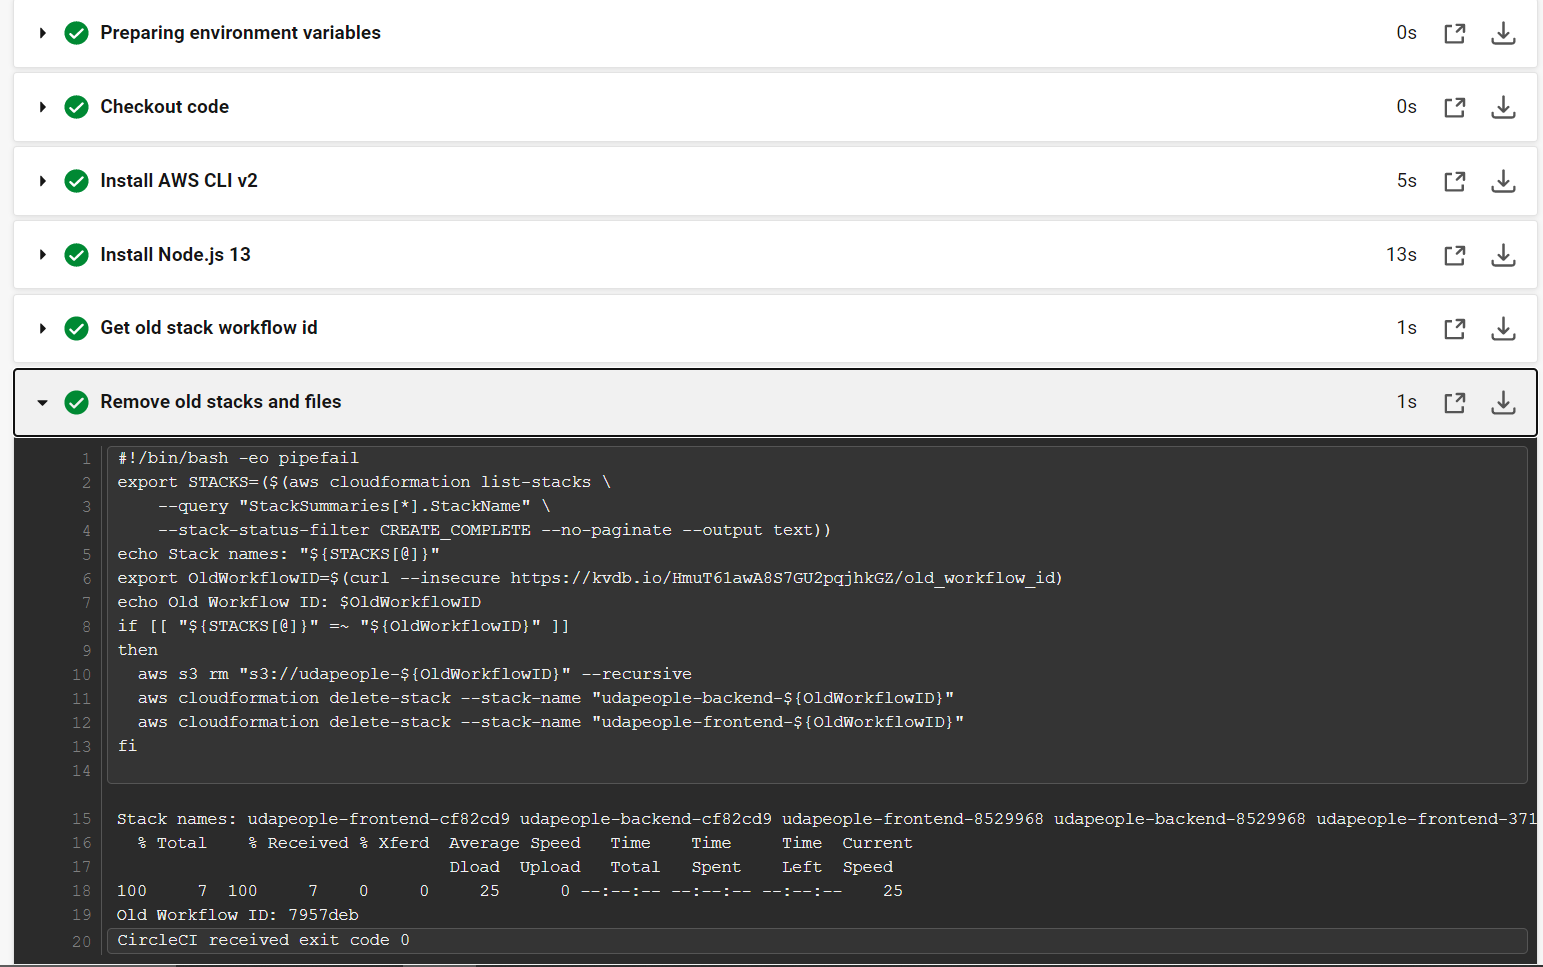 Preparing environment variables 0s
Checkout code 0s
Install AWS CLI v2 5s
Install Node.js 13 13s
Get old stack workflow id 1s
Remove old stacks and files 1s
1 #!/bin/bash -eo pipefail
2 export STACKS=($(aws cloudformation list-stacks \
3     --query "StackSummaries[*].StackName" \
4     --stack-status-filter CREATE_COMPLETE --no-paginate --output text))
5 echo Stack names: "${STACKS[@]}"
6 export OldWorkflowID=$(curl --insecure https://kvdb.io/HmuT61awA8S7GU2pqjhkGZ/old_workflow_id)
7 echo Old Workflow ID: $OldWorkflowID
8 if [[ "${STACKS[@]}" =~ "${OldWorkflowID}" ]]
9 then
10   aws s3 rm "s3://udapeople-${OldWorkflowID}" --recursive
11   aws cloudformation delete-stack --stack-name "udapeople-backend-${OldWorkflowID}"
12   aws cloudformation delete-stack --stack-name "udapeople-frontend-${OldWorkflowID}"
13 fi
14
15 Stack names: udapeople-frontend-cf82cd9 udapeople-backend-cf82cd9 udapeople-frontend-8529968 udapeople-backend-8529968 udapeople-frontend-371
16   % Total    % Received % Xferd  Average Speed   Time    Time     Time  Current
17                                  Dload  Upload   Total   Spent    Left  Speed
18 100     7  100     7    0     0     25      0 --:--:-- --:--:-- --:--:--    25
19 Old Workflow ID: 7957deb
20 CircleCI received exit code 0